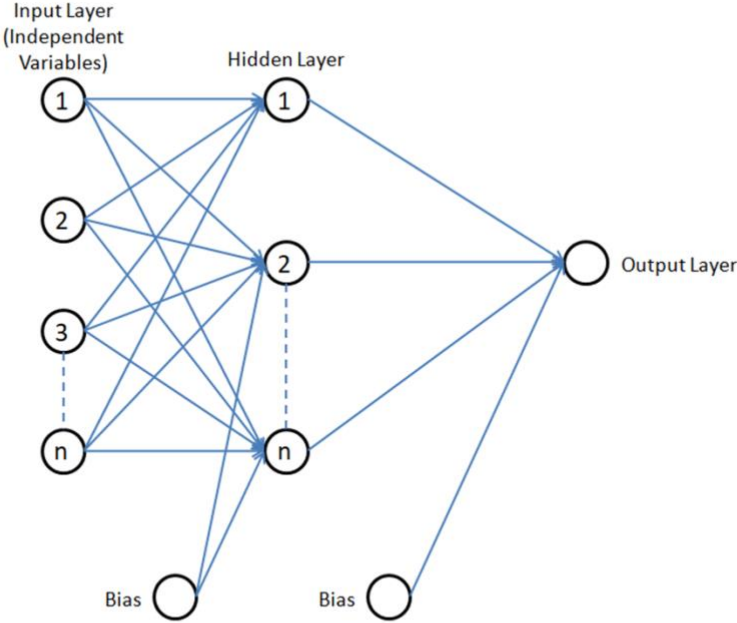 Input Layer
(Independent
Variables)
Hidden Layer
1
1
2
2
Output Layer
3
n
n
Bias
Bias